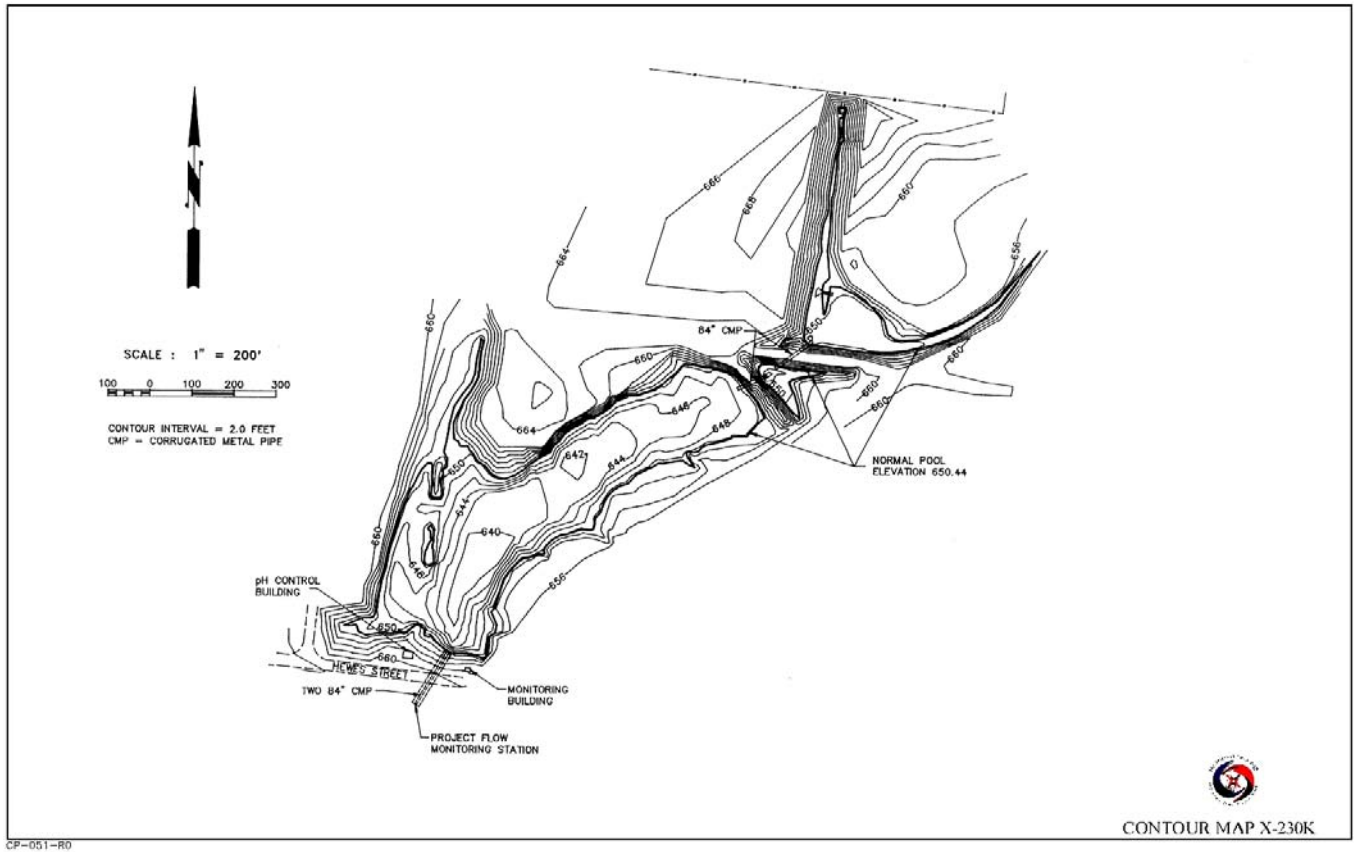 666
668
660
656
664
N
660
84" CMP
650
660
650
660
660
SCALE : 1" = 200'
100 0 100 200 300
CONTOUR INTERVAL = 2.0 FEET
CMP = CORRUGATED METAL PIPE
660
646
648
664
642
644
NORMAL POOL
ELEVATION 650.44
650
644
660
640
646
656
pH CONTROL
BUILDING
650
660
HEWES STREET
TWO 84" CMP
MONITORING
BUILDING
PROJECT FLOW
MONITORING STATION
CONTOUR MAP X-230K
CP-051-R0